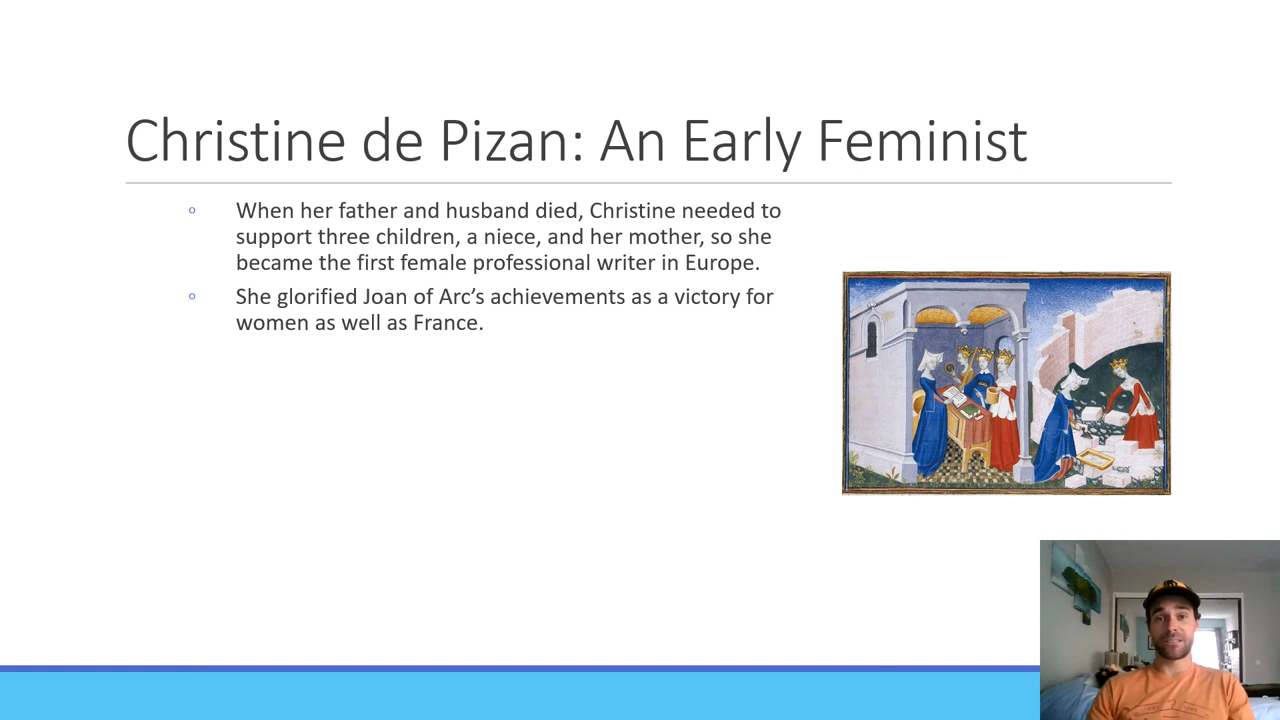 Christine de Pizan: An Early Feminist
When her father and husband died, Christine needed to
support three children, a niece, and her mother, so she
became the first female professional writer in Europe.
She glorified Joan of Arc’s achievements as a victory for
women as well as France.